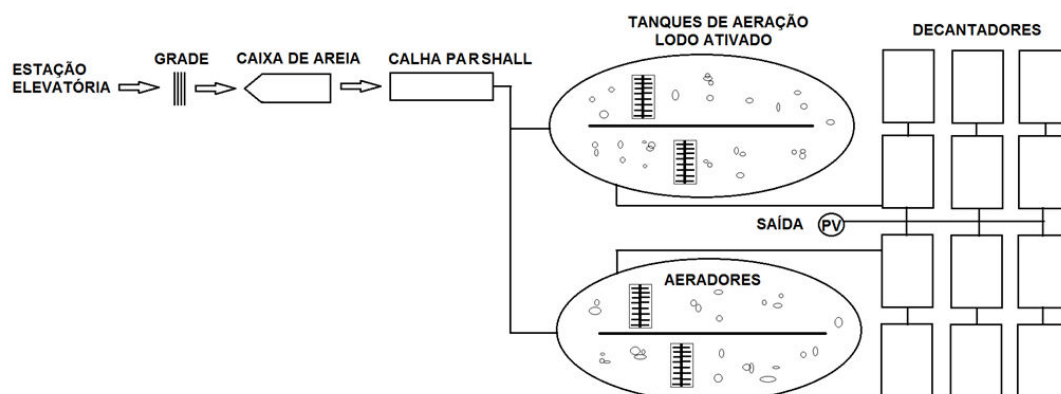 ESTAÇÃO
ELEVATÓRIA
GRADE
CAIXA DE AREIA
CALHA PARSHALL
TANQUES DE AERAÇÃO
LODO ATIVADO
DECANTADORES
SAÍDA
PV
AERADORES